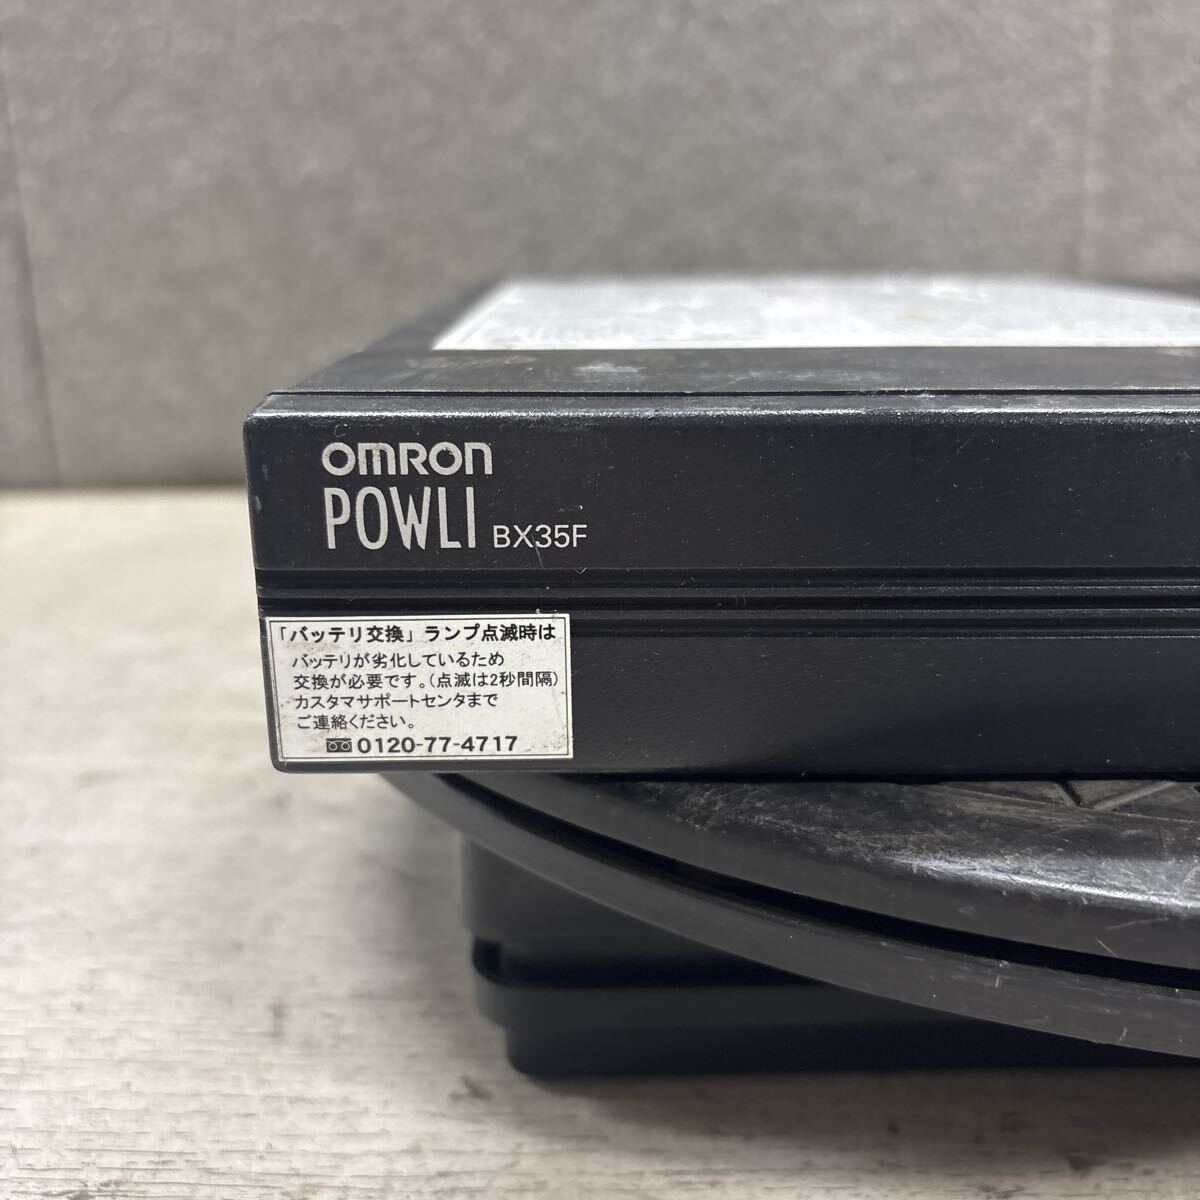 OMRON
POWLI BX35F
「バッテリ交換」ランプ点滅時は
バッテリが劣化しているため
交換が必要です。(点滅は2秒間隔)
カスタマサポートセンタまで
ご連絡ください。
0120-77-4717